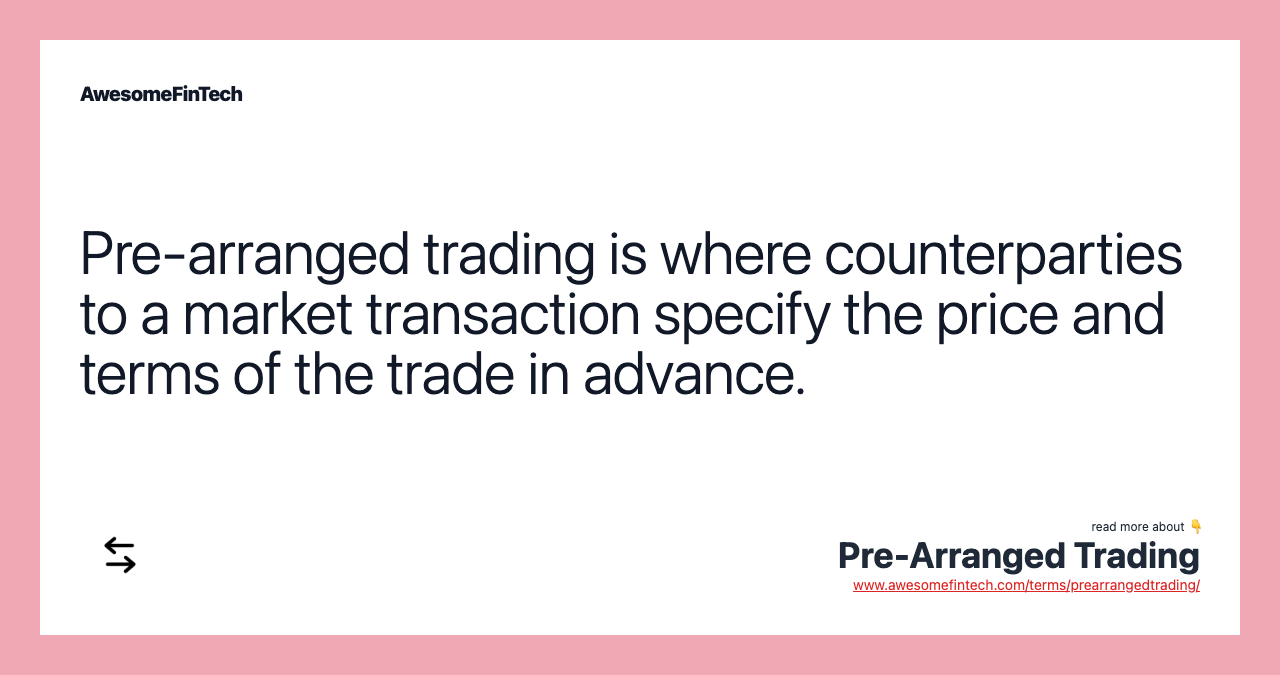 AwesomeFinTech
Pre-arranged trading is where counterparties
to a market transaction specify the price and
terms of the trade in advance.
read more about 👇
Pre-Arranged Trading
www.awesomefintech.com/terms/prearrangedtrading/